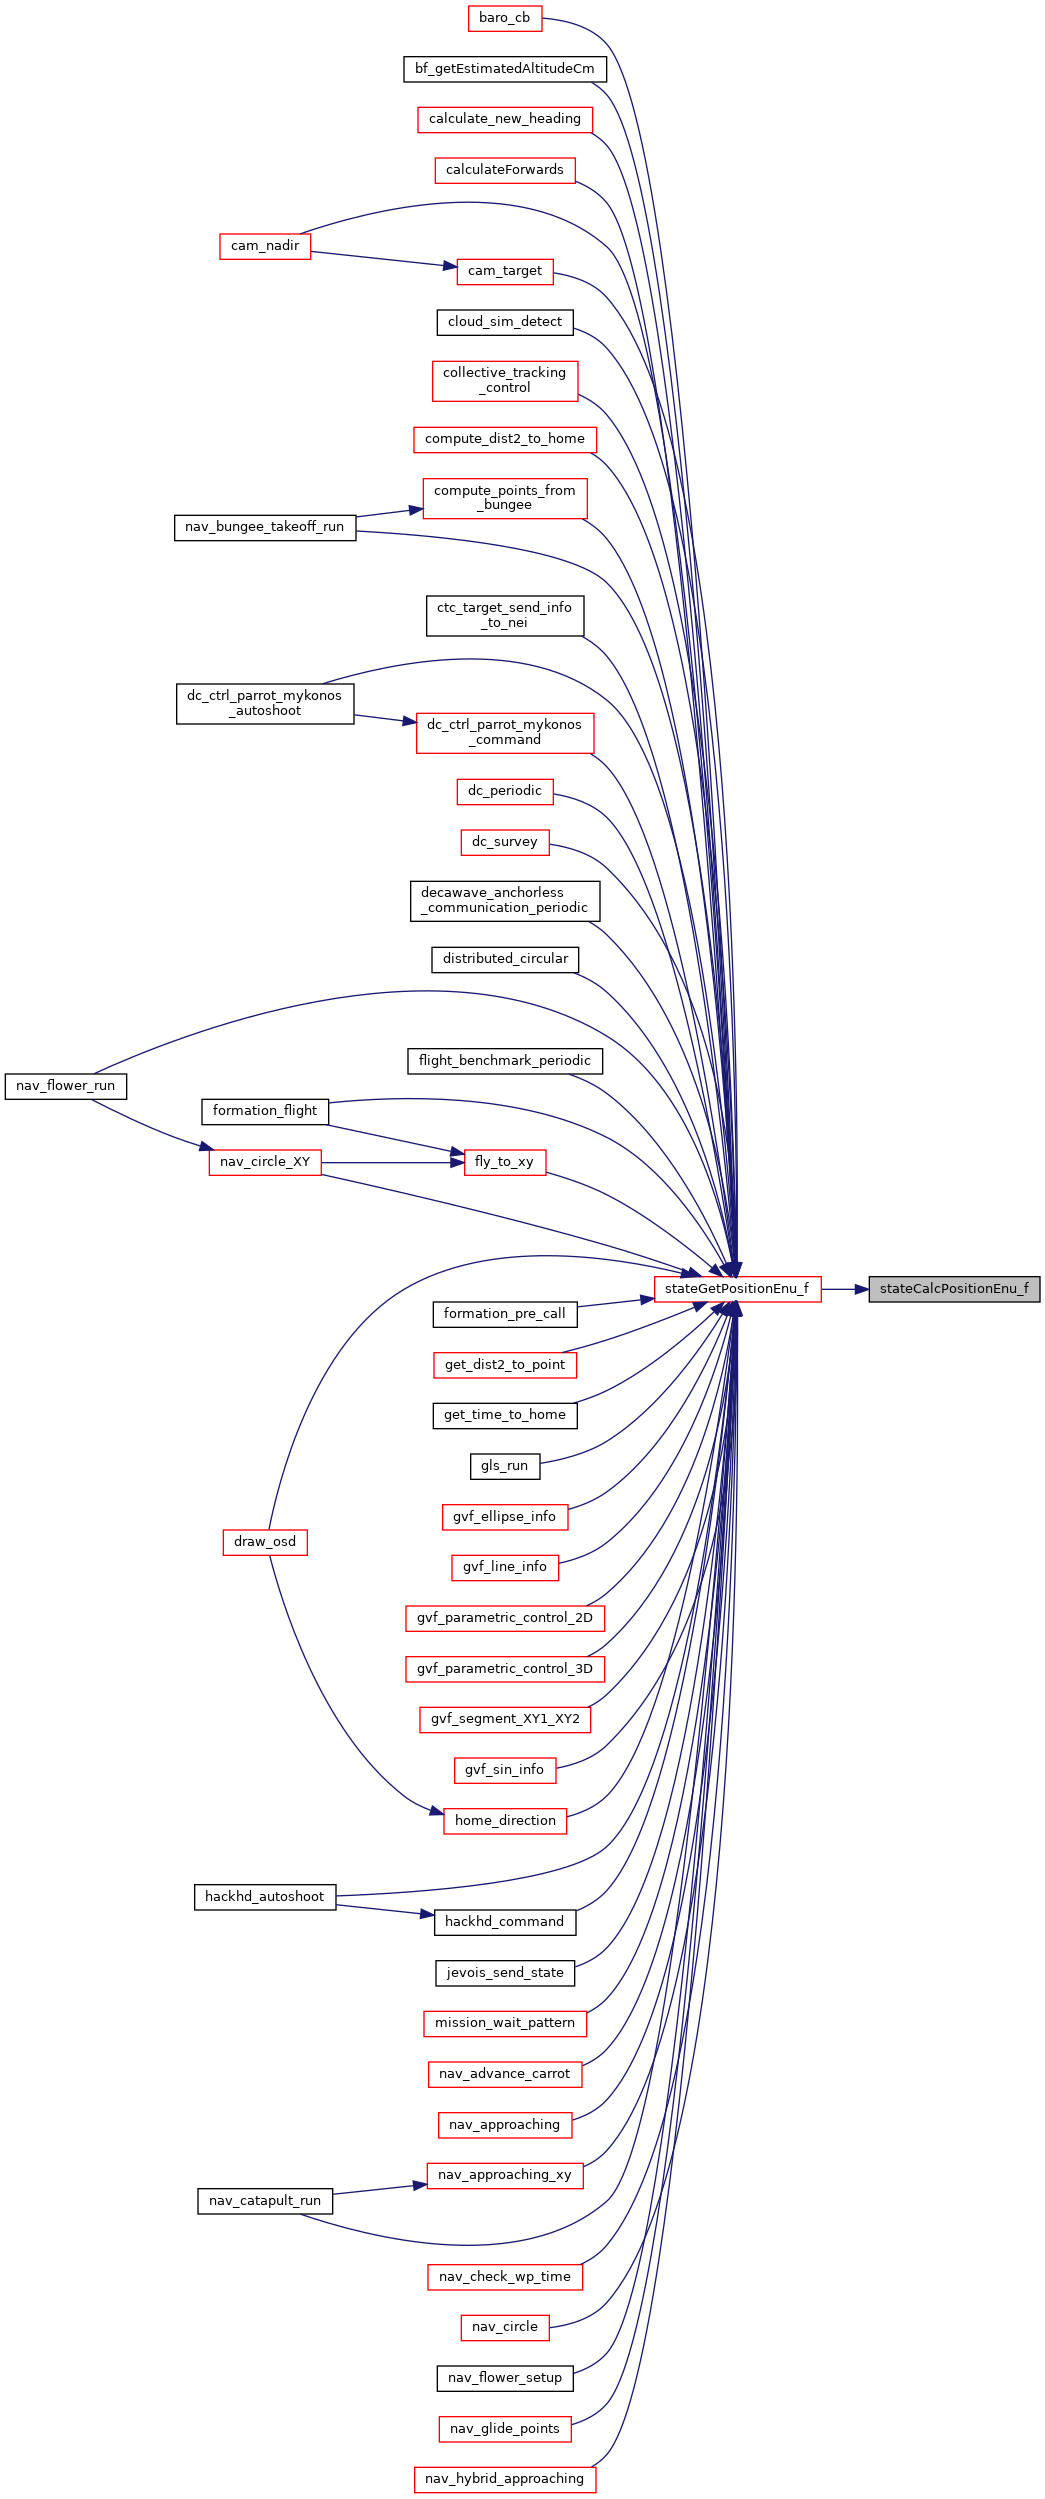 baro_cb
bf_getEstimatedAltitudeCm
calculate_new_heading
calculateForwards
cam_nadir
cam_target
cloud_sim_detect
collective_tracking
_control
compute_dist2_to_home
compute_points_from
_bungee
nav_bungee_takeoff_run
ctc_target_send_info
_to_nei
dc_ctrl_parrot_mykonos
_autoshoot
dc_ctrl_parrot_mykonos
_command
dc_periodic
dc_survey
decawave_anchorless
_communication_periodic
distributed_circular
flight_benchmark_periodic
nav_flower_run
formation_flight
nav_circle_XY
fly_to_xy
stateGetPositionEnu_f
stateCalcPositionEnu_f
formation_pre_call
get_dist2_to_point
get_time_to_home
gls_run
gvf_ellipse_info
draw_osd
gvf_line_info
gvf_parametric_control_2D
gvf_parametric_control_3D
gvf_segment_XY1_XY2
gvf_sin_info
home_direction
hackhd_autoshoot
hackhd_command
jevois_send_state
mission_wait_pattern
nav_advance_carrot
nav_approaching
nav_approaching_xy
nav_catapult_run
nav_check_wp_time
nav_circle
nav_flower_setup
nav_glide_points
nav_hybrid_approaching